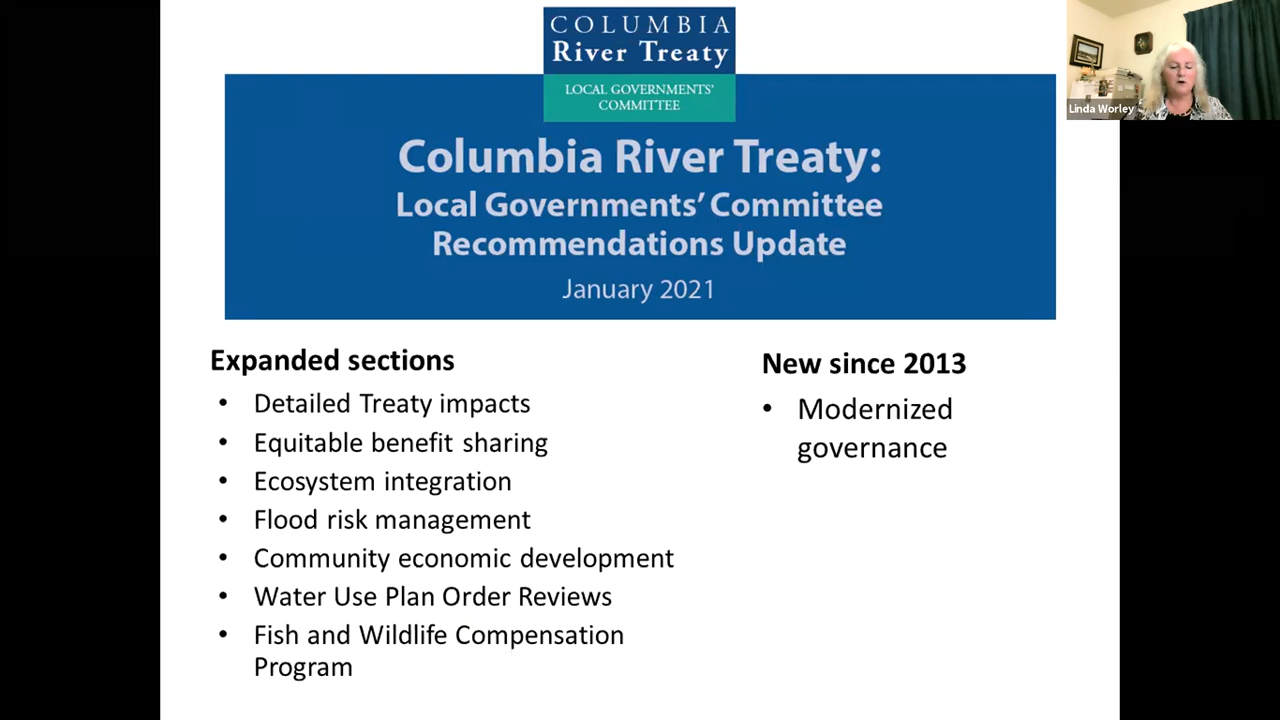 COLUMBIA
River Treaty
LOCAL GOVERNMENTS'
COMMITTEE
Linda Worley
Columbia River Treaty:
Local Governments' Committee
Recommendations Update
January 2021
Expanded sections
• Detailed Treaty impacts
• Equitable benefit sharing
• Ecosystem integration
• Flood risk management
• Community economic development
• Water Use Plan Order Reviews
• Fish and Wildlife Compensation
Program
New since 2013
• Modernized
governance